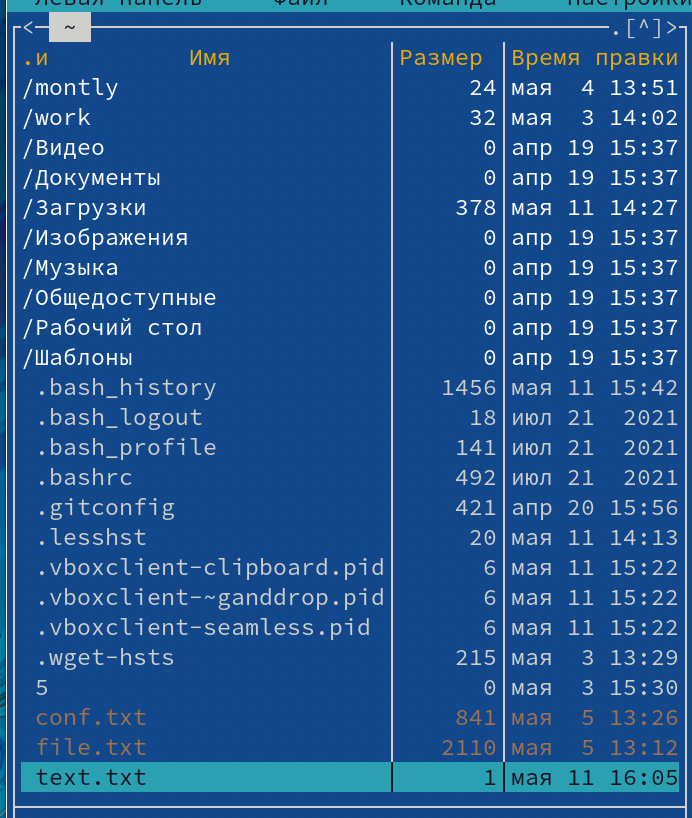 Левая панель Файл Команда Настройки
<─ ~ .[^]>
.и Имя Размер Время правки
/montly 24 мая 4 13:51
/work 32 мая 3 14:02
/Видео 0 апр 19 15:37
/Документы 0 апр 19 15:37
/Загрузки 378 мая 11 14:27
/Изображения 0 апр 19 15:37
/Музыка 0 апр 19 15:37
/Общедоступные 0 апр 19 15:37
/Рабочий стол 0 апр 19 15:37
/Шаблоны 0 апр 19 15:37
.bash_history 1456 мая 11 15:42
.bash_logout 18 июл 21 2021
.bash_profile 141 июл 21 2021
.bashrc 492 июл 21 2021
.gitconfig 421 апр 20 15:56
.lesshst 20 мая 11 14:13
.vboxclient-clipboard.pid 6 мая 11 15:22
.vboxclient-~ganddrop.pid 6 мая 11 15:22
.vboxclient-seamless.pid 6 мая 11 15:22
.wget-hsts 215 мая 3 13:29
5 0 мая 3 15:30
conf.txt 841 мая 5 13:26
file.txt 2110 мая 5 13:12
text.txt 1 мая 11 16:05